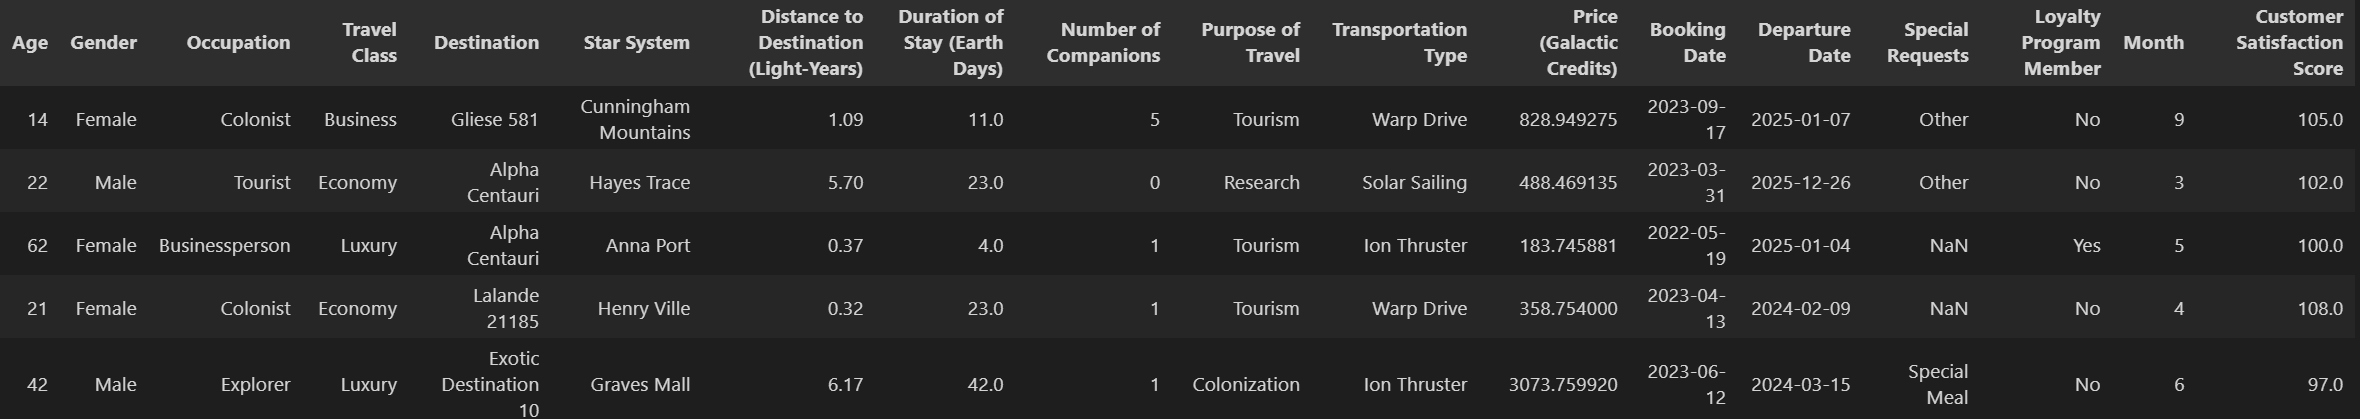 Age Gender Occupation Travel Class Destination Star System Distance to Destination (Light-Years) Duration of Stay (Earth Days) Number of Companions Purpose of Travel Transportation Type Price (Galactic Credits) Booking Date Departure Date Special Requests Loyalty Program Member Month Customer Satisfaction Score
14 Female Colonist Business Gliese 581 Cunningham Mountains 1.09 11.0 5 Tourism Warp Drive 828.949275 2023-09-17 2025-01-07 Other No 9 105.0
22 Male Tourist Economy Alpha Centauri Hayes Trace 5.70 23.0 0 Research Solar Sailing 488.469135 2023-03-31 2025-12-26 Other No 3 102.0
62 Female Businessperson Luxury Alpha Centauri Anna Port 0.37 4.0 1 Tourism Ion Thruster 183.745881 2022-05-19 2025-01-04 NaN Yes 5 100.0
21 Female Colonist Economy Lalande 21185 Henry Ville 0.32 23.0 1 Tourism Warp Drive 358.754000 2023-04-13 2024-02-09 NaN No 4 108.0
42 Male Explorer Luxury Exotic Destination 10 Graves Mall 6.17 42.0 1 Colonization Ion Thruster 3073.759920 2023-06-12 2024-03-15 Special Meal No 6 97.0